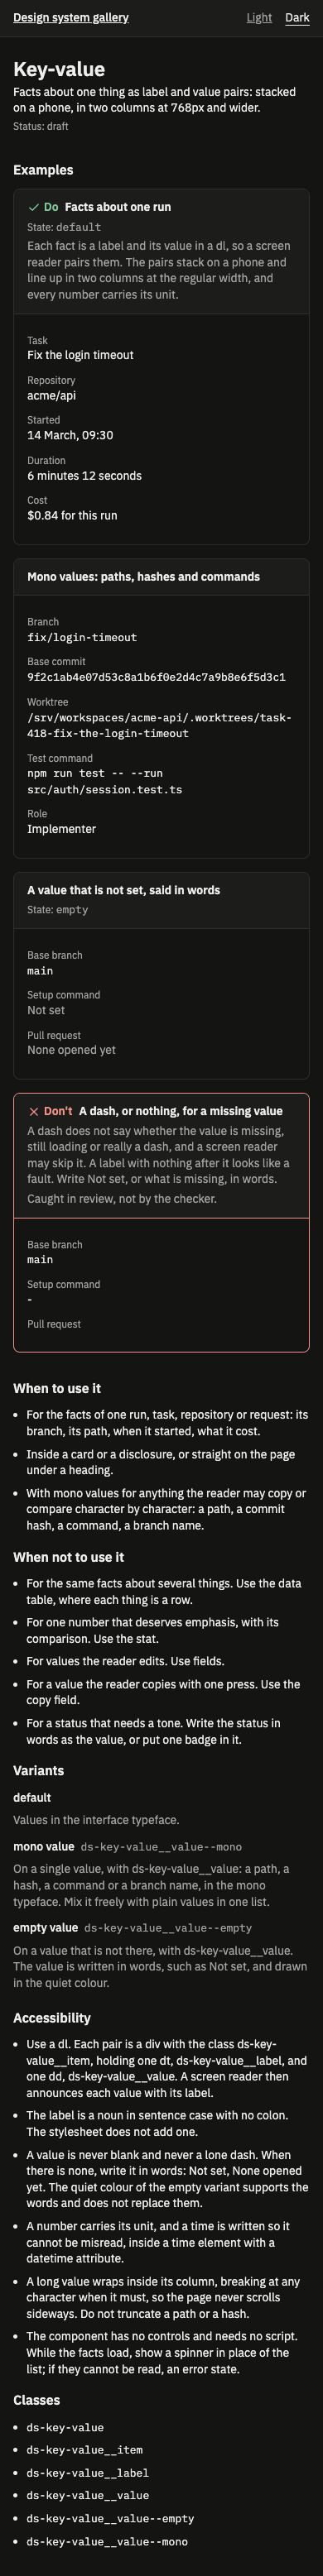 Design system gallery
Light
Dark
Key-value
Facts about one thing as label and value pairs: stacked
on a phone, in two columns at 768px and wider.
Status: draft
Examples
Do Facts about one run
State: default
Each fact is a label and its value in a dl, so a screen
reader pairs them. The pairs stack on a phone and
line up in two columns at the regular width, and
every number carries its unit.
Task
Fix the login timeout
Repository
acme/api
Started
14 March, 09:30
Duration
6 minutes 12 seconds
Cost
$0.84 for this run
Mono values: paths, hashes and commands
Branch
fix/login-timeout
Base commit
9f2c1ab4e07d53c8a1b6f0e2d4c7a9b8e6f5d3c1
Worktree
/srv/workspaces/acme-api/.worktrees/task-
418-fix-the-login-timeout
Test command
npm run test -- --run
src/auth/session.test.ts
Role
Implementer
A value that is not set, said in words
State: empty
Base branch
main
Setup command
Not set
Pull request
None opened yet
Don't A dash, or nothing, for a missing value
A dash does not say whether the value is missing,
still loading or really a dash, and a screen reader
may skip it. A label with nothing after it looks like a
fault. Write Not set, or what is missing, in words.
Caught in review, not by the checker.
Base branch
main
Setup command
-
Pull request
When to use it
• For the facts of one run, task, repository or request: its
branch, its path, when it started, what it cost.
• Inside a card or a disclosure, or straight on the page
under a heading.
• With mono values for anything the reader may copy or
compare character by character: a path, a commit
hash, a command, a branch name.
When not to use it
• For the same facts about several things. Use the data
table, where each thing is a row.
• For one number that deserves emphasis, with its
comparison. Use the stat.
• For values the reader edits. Use fields.
• For a value the reader copies with one press. Use the
copy field.
• For a status that needs a tone. Write the status in
words as the value, or put one badge in it.
Variants
default
Values in the interface typeface.
mono value ds-key-value__value--mono
On a single value, with ds-key-value__value: a path, a
hash, a command or a branch name, in the mono
typeface. Mix it freely with plain values in one list.
empty value ds-key-value__value--empty
On a value that is not there, with ds-key-value__value.
The value is written in words, such as Not set, and drawn
in the quiet colour.
Accessibility
• Use a dl. Each pair is a div with the class ds-key-
value__item, holding one dt, ds-key-value__label, and
one dd, ds-key-value__value. A screen reader then
announces each value with its label.
• The label is a noun in sentence case with no colon.
The stylesheet does not add one.
• A value is never blank and never a lone dash. When
there is none, write it in words: Not set, None opened
yet. The quiet colour of the empty variant supports the
words and does not replace them.
• A number carries its unit, and a time is written so it
cannot be misread, inside a time element with a
datetime attribute.
• A long value wraps inside its column, breaking at any
character when it must, so the page never scrolls
sideways. Do not truncate a path or a hash.
• The component has no controls and needs no script.
While the facts load, show a spinner in place of the
list; if they cannot be read, an error state.
Classes
• ds-key-value
• ds-key-value__item
• ds-key-value__label
• ds-key-value__value
• ds-key-value__value--empty
• ds-key-value__value--mono